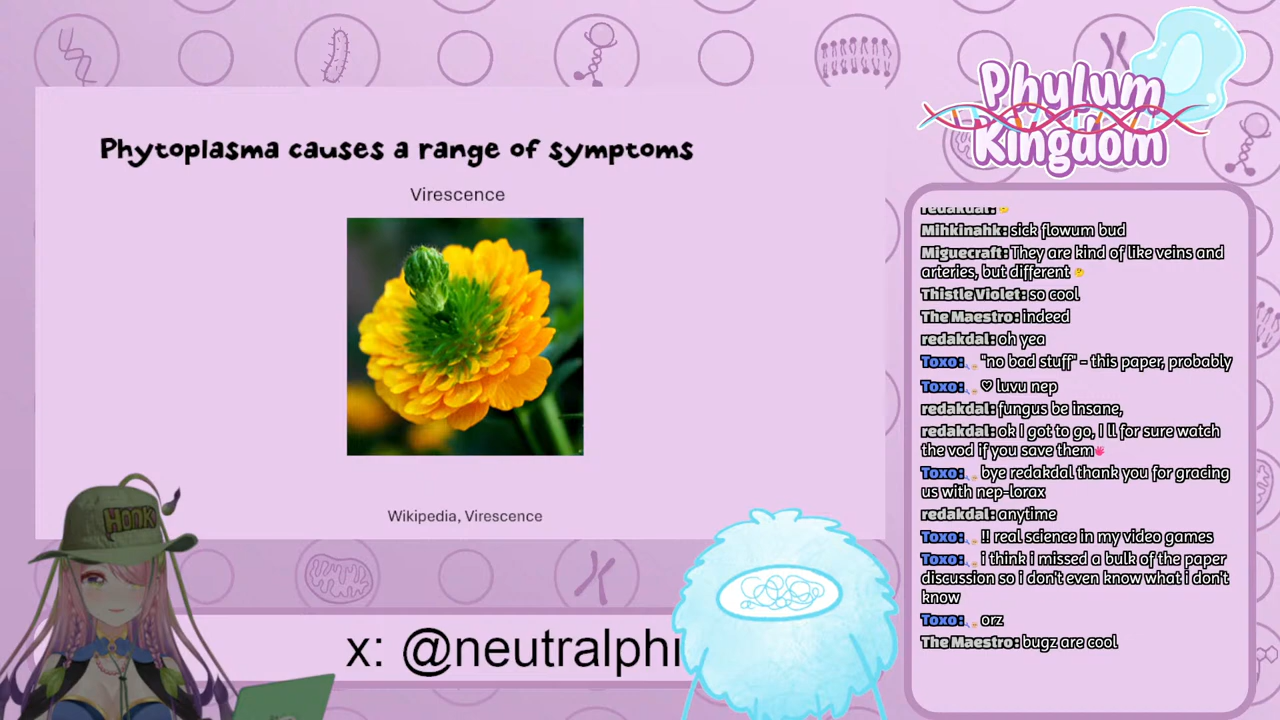 Phylum
Kingdom
Phytoplasma causes a range of symptoms
Virescence
Wikipedia, Virescence
redakdal:
Mihkinahk: sick flowum bud
Miguecraft: They are kind of like veins and
arteries, but different
Thistle Violet: so cool
The Maestro: indeed
redakdal: oh yea
Toxo: "no bad stuff" - this paper, probably
Toxo: ♡ luvu nep
redakdal: fungus be insane,
redakdal: ok I got to go, I ll for sure watch
the vod if you save them
Toxo: bye redakdal thank you for gracing
us with nep-lorax
redakdal: anytime
Toxo: !! real science in my video games
Toxo: i think i missed a bulk of the paper
discussion so i don't even know what i don't
know
Toxo: orz
The Maestro: bugz are cool
Honk
x: @neutralphi